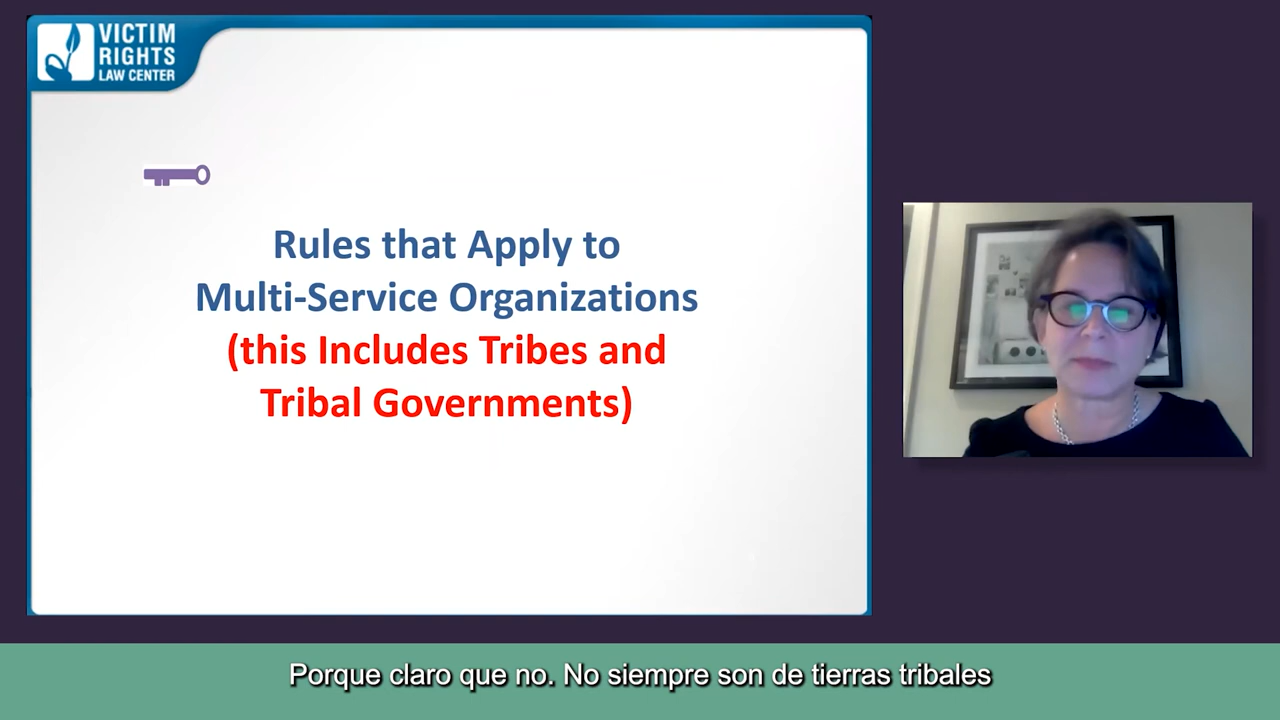 VICTIM
RIGHTS
LAW CENTER
Rules that Apply to
Multi-Service Organizations
(this Includes Tribes and
Tribal Governments)
Porque claro que no. No siempre son de tierras tribales